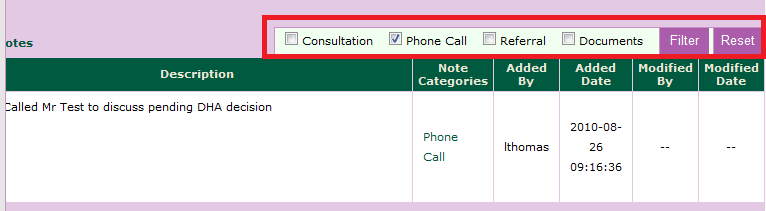 Consultation Phone Call Referral Documents Filter Reset
otes
Description Note Categories Added By Added Date Modified By Modified Date
Called Mr Test to discuss pending DHA decision
Phone Call
lthomas
2010-08-26
09:16:36
--
--